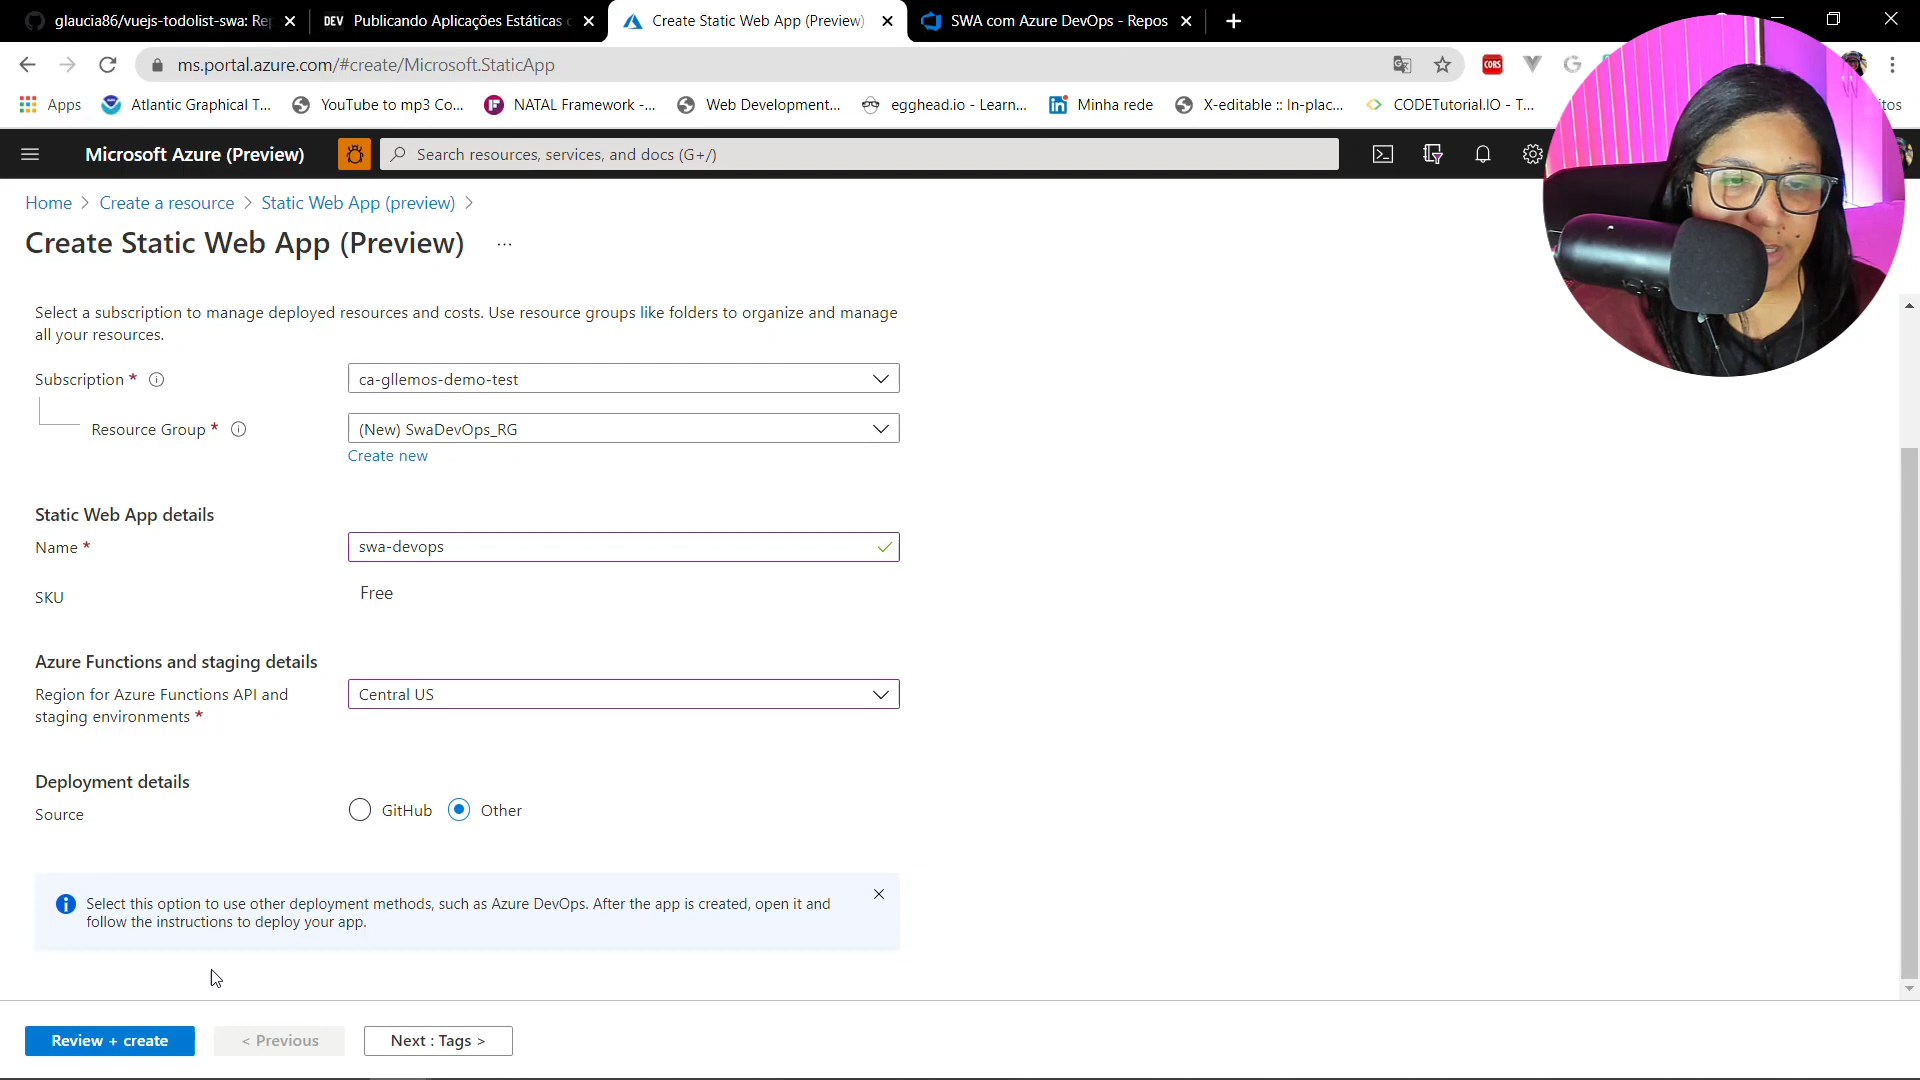 glaucia86/vuejs-todolist-swa: Rep
DEV Publicando Aplicações Estáticas
Create Static Web App (Preview)
SWA com Azure DevOps - Repos
ms.portal.azure.com/#create/Microsoft.StaticApp
CORS
Apps
Atlantic Graphical T...
YouTube to mp3 Co...
NATAL Framework -...
Web Development...
egghead.io - Learn...
Minha rede
X-editable :: In-plac...
CODETutorial.IO - T...
itos
Microsoft Azure (Preview)
Search resources, services, and docs (G+/)
Home > Create a resource > Static Web App (preview) >
Create Static Web App (Preview) ...
Select a subscription to manage deployed resources and costs. Use resource groups like folders to organize and manage
all your resources.
Subscription *
ca-gllemos-demo-test
Resource Group *
(New) SwaDevOps_RG
Create new
Static Web App details
Name *
swa-devops
SKU
Free
Azure Functions and staging details
Region for Azure Functions API and
staging environments *
Central US
Deployment details
Source
GitHub
Other
Select this option to use other deployment methods, such as Azure DevOps. After the app is created, open it and
follow the instructions to deploy your app.
Review + create
< Previous
Next : Tags >